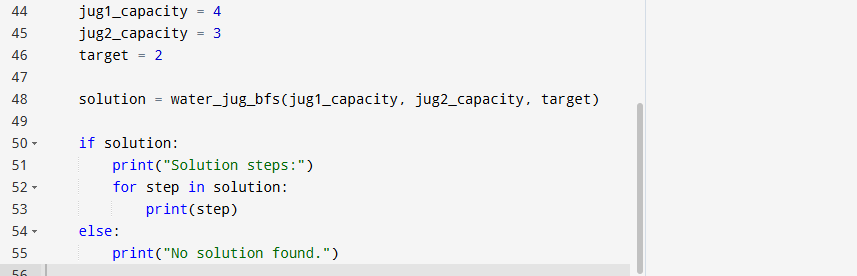 44 jug1_capacity = 4
45 jug2_capacity = 3
46 target = 2
47
48 solution = water_jug_bfs(jug1_capacity, jug2_capacity, target)
49
50 if solution:
51 print("Solution steps:")
52 for step in solution:
53 print(step)
54 else:
55 print("No solution found.")
56